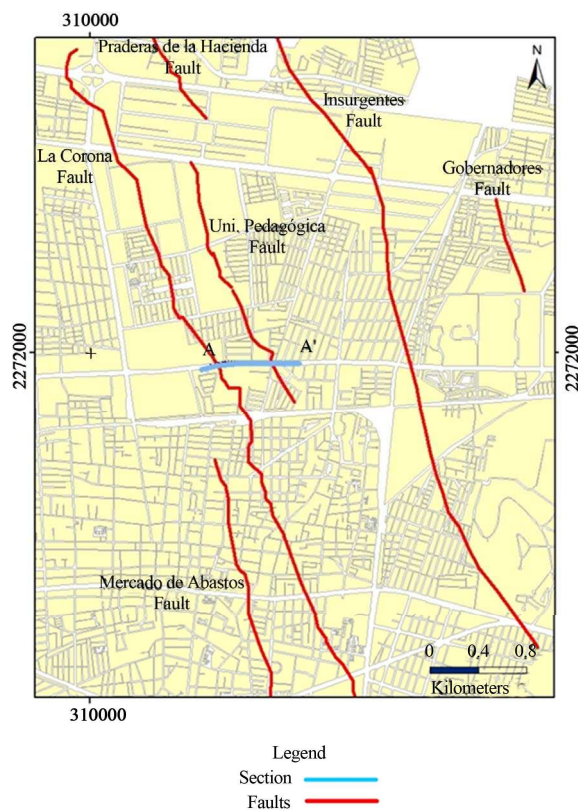 310000
Praderas de la Hacienda
Fault
N
Insurgentes
Fault
La Corona
Fault
Gobernadores
Fault
Uni. Pedagógica
Fault
2272000
2272000
A
A'
Mercado de Abastos
Fault
0 0,4 0,8
Kilometers
310000
Legend
Section
Faults